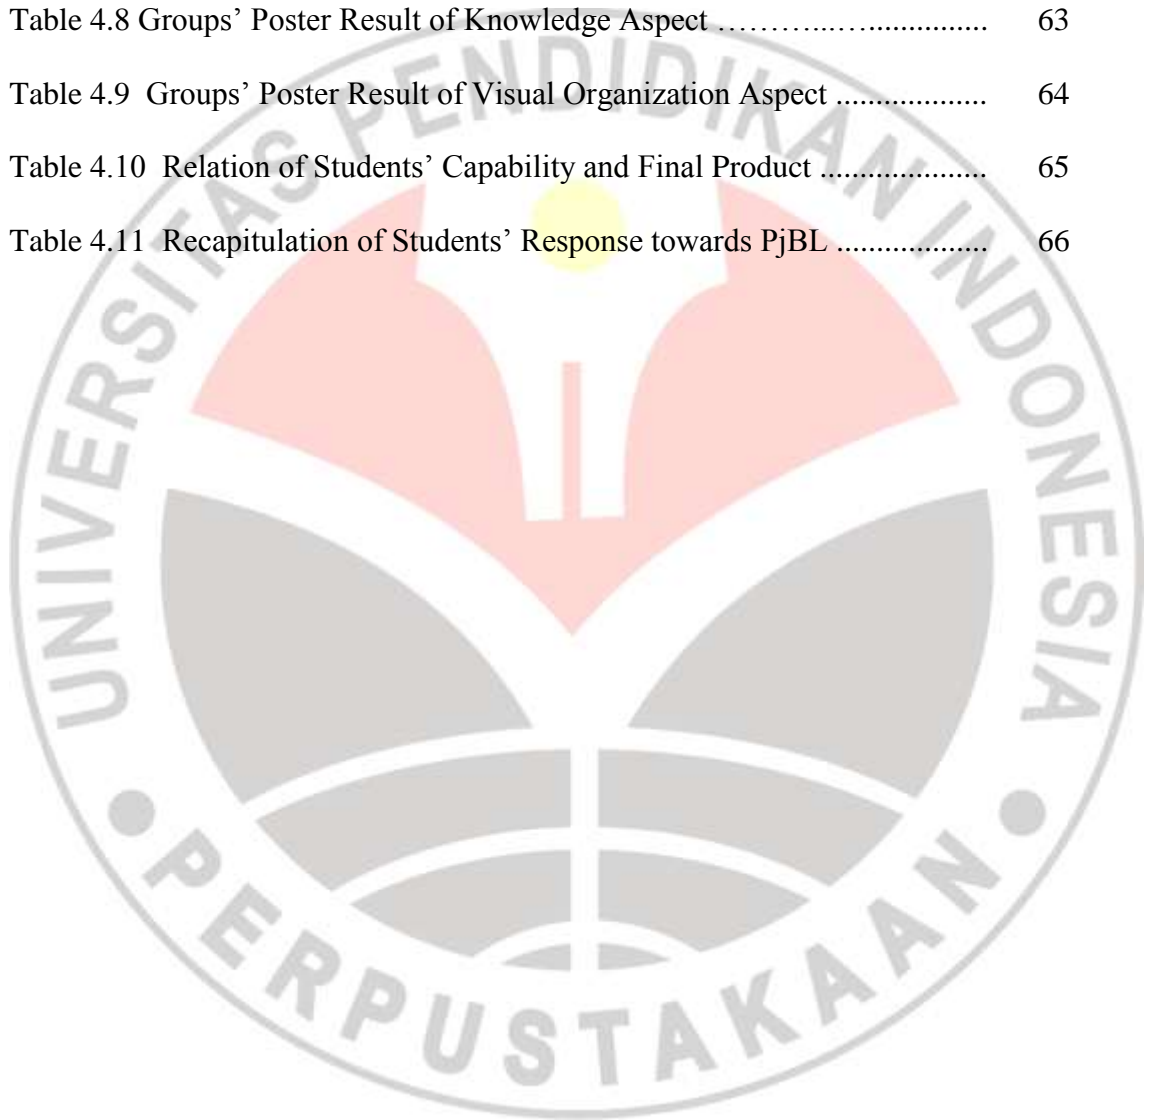 Table 4.8 Groups’ Poster Result of Knowledge Aspect ………...….............. 63
Table 4.9  Groups’ Poster Result of Visual Organization Aspect ................... 64
Table 4.10  Relation of Students’ Capability and Final Product ..................... 65
Table 4.11  Recapitulation of Students’ Response towards PjBL ................... 66
UNIVERSITAS PENDIDIKAN INDONESIA
PERPUSTAKAAN